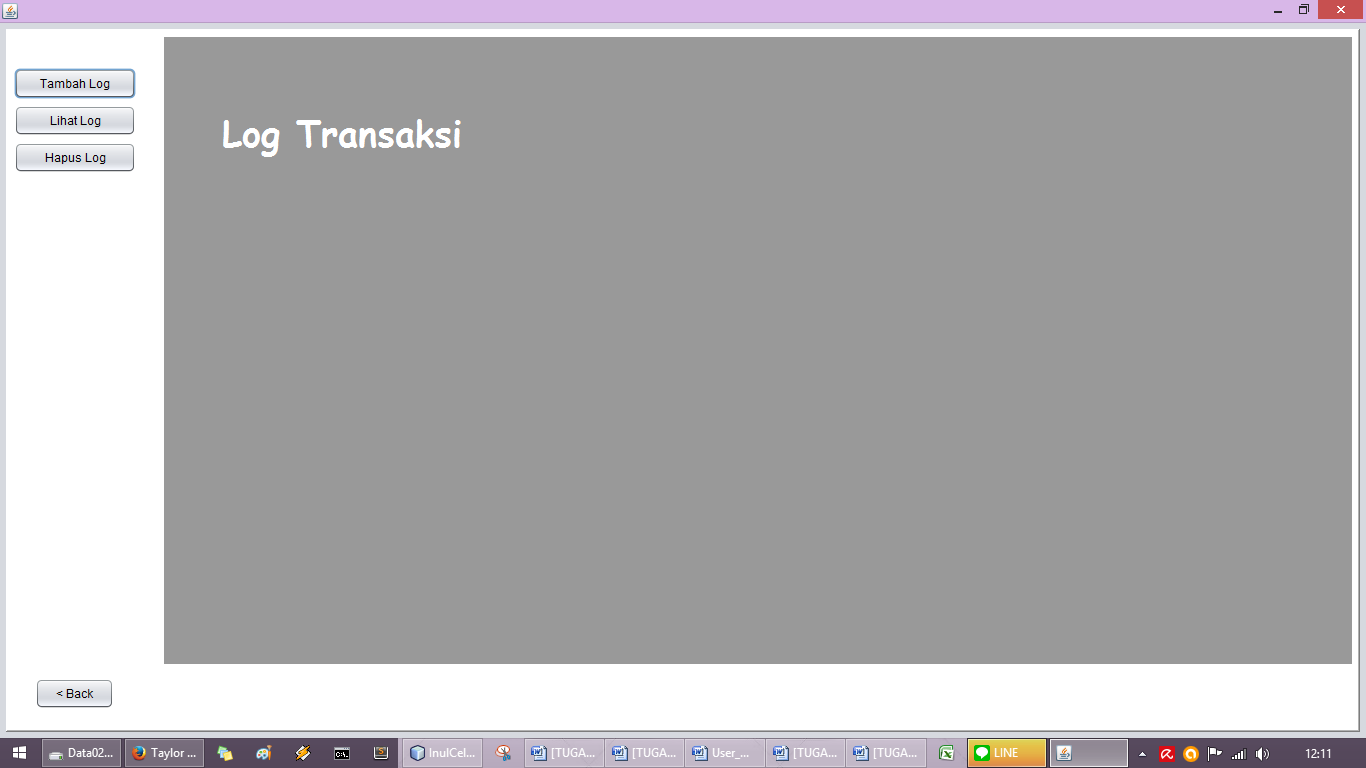 Tambah Log
Lihat Log
Hapus Log
Log Transaksi
< Back
Data02...
Taylor ...
InulCel...
[TUGA...
[TUGA...
User_...
[TUGA...
[TUGA...
LINE
12:11